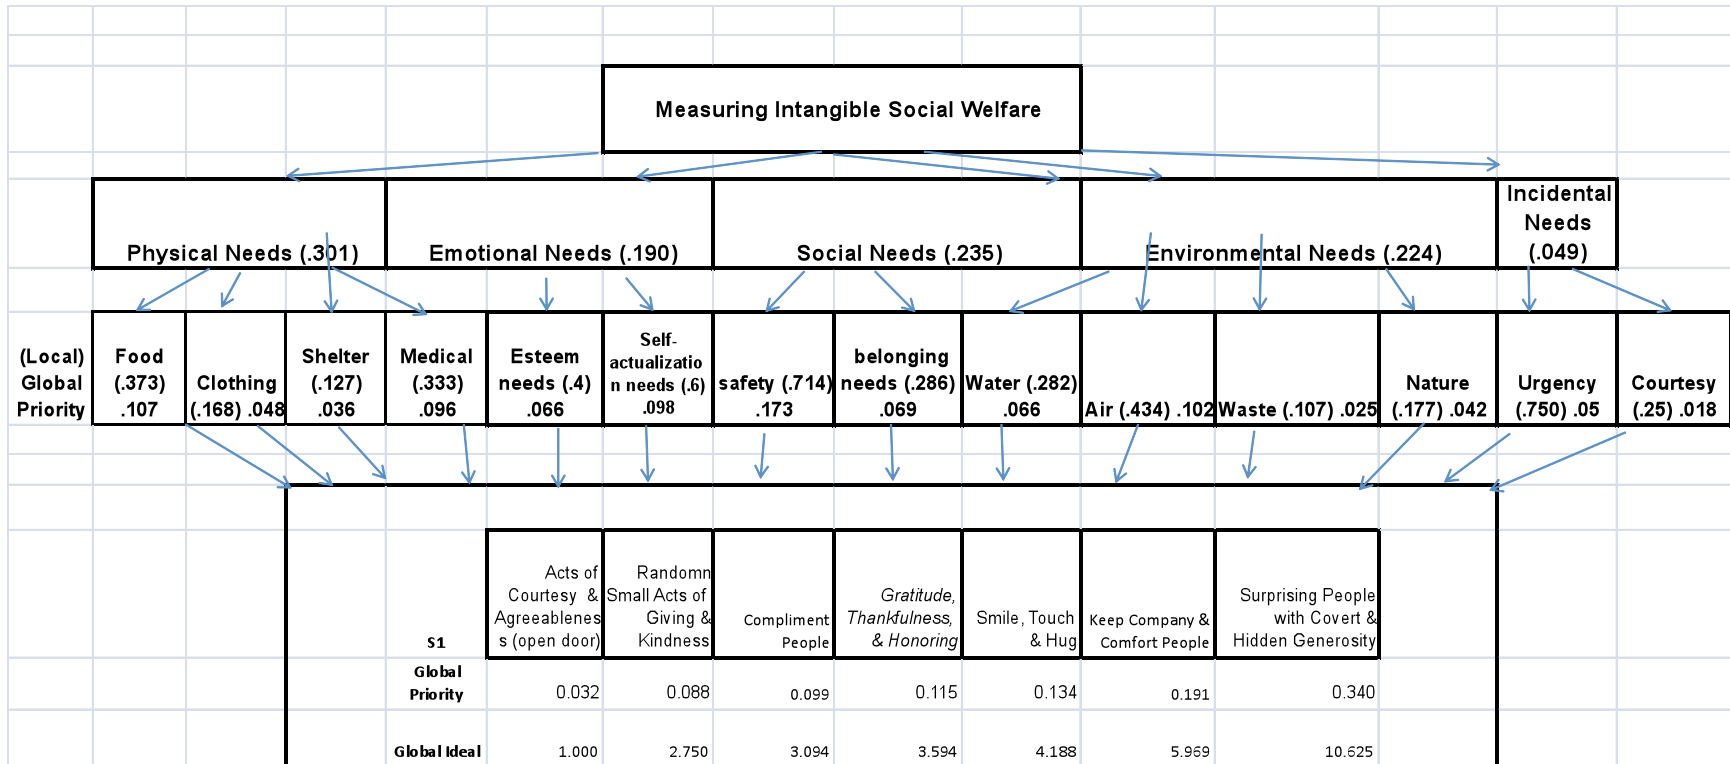 Measuring Intangible Social Welfare
Physical Needs (.301)
Emotional Needs (.190)
Social Needs (.235)
Environmental Needs (.224)
Incidental
Needs
(.049)
(Local)
Global
Priority
Food
(.373)
.107
Clothing
(.168) .048
Shelter
(.127)
.036
Medical
(.333)
.096
Esteem
needs (.4)
.066
Self-
actualizatio
n needs (.6)
.098
safety (.714)
.173
belonging
needs (.286)
.069
Water (.282)
.066
Air (.434) .102
Waste (.107) .025
Nature
(.177) .042
Urgency
(.750) .05
Courtesy
(.25) .018
S1
Acts of
Courtesy &
Agreeablenes
s (open door)
Randomn
Small Acts of
Giving &
Kindness
Compliment
People
Gratitude,
Thankfulness,
& Honoring
Smile, Touch
& Hug
Keep Company &
Comfort People
Surprising People
with Covert &
Hidden Generosity
Global
Priority
0.032 0.088 0.099 0.115 0.134 0.191 0.340
Global Ideal 1.000 2.750 3.094 3.594 4.188 5.969 10.625